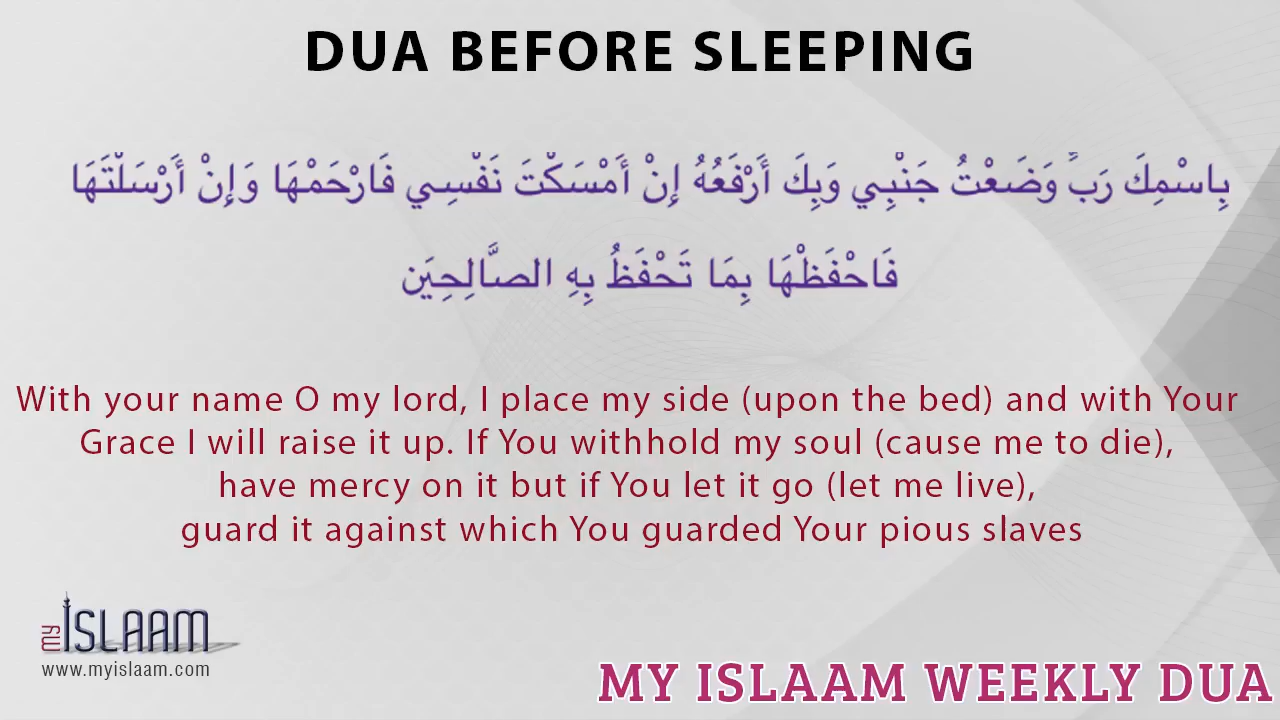 DUA BEFORE SLEEPING
بِاسْمِكَ رَبِّ وَضَعْتُ جَنْبِي وَبِكَ أَرْفَعُهُ إِنْ أَمْسَكْتَ نَفْسِي فَارْحَمْهَا وَإِنْ أَرْسَلْتَهَا
فَاحْفَظْهَا بِمَا تَحْفَظُ بِهِ الصَّالِحِيَن
With your name O my lord, I place my side (upon the bed) and with Your
Grace I will raise it up. If You withhold my soul (cause me to die),
have mercy on it but if You let it go (let me live),
guard it against which You guarded Your pious slaves
my ISLAAM
www.myislaam.com
MY ISLAAM WEEKLY DUA